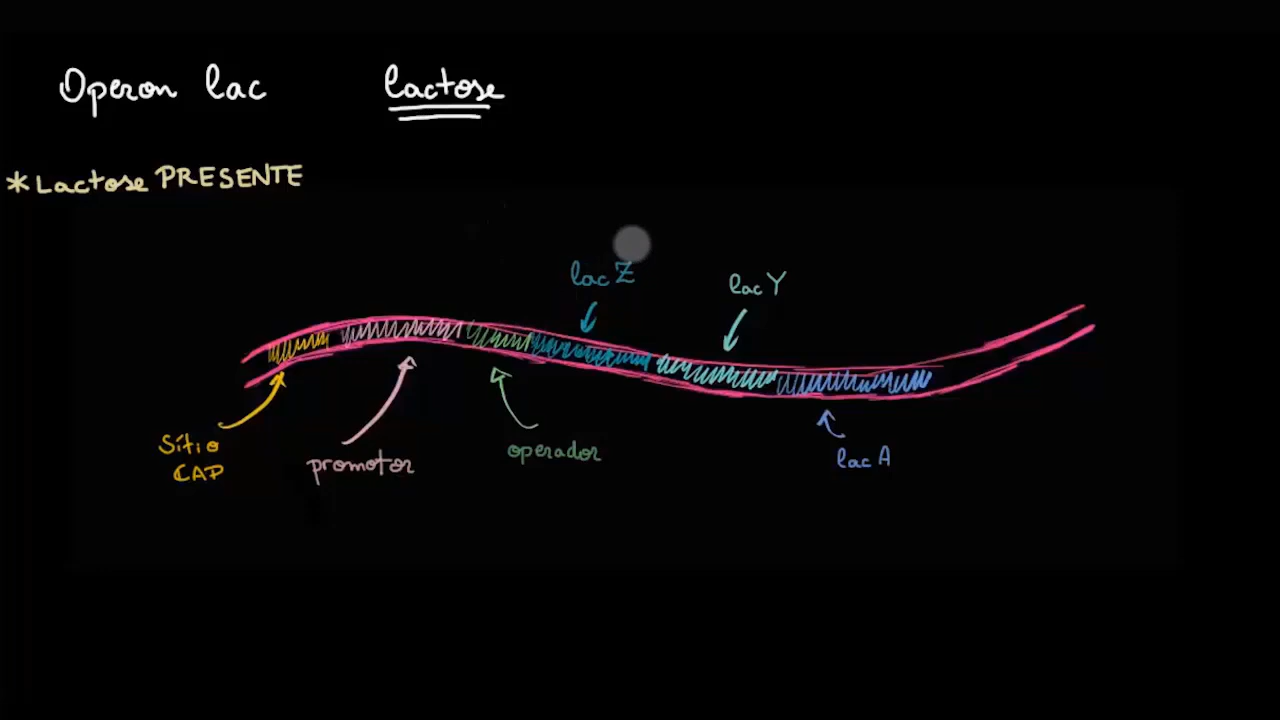 Operon lac
lactose
*Lactose PRESENTE
lac Z
lac Y
Sítio
CAP
promotor
operador
lac A